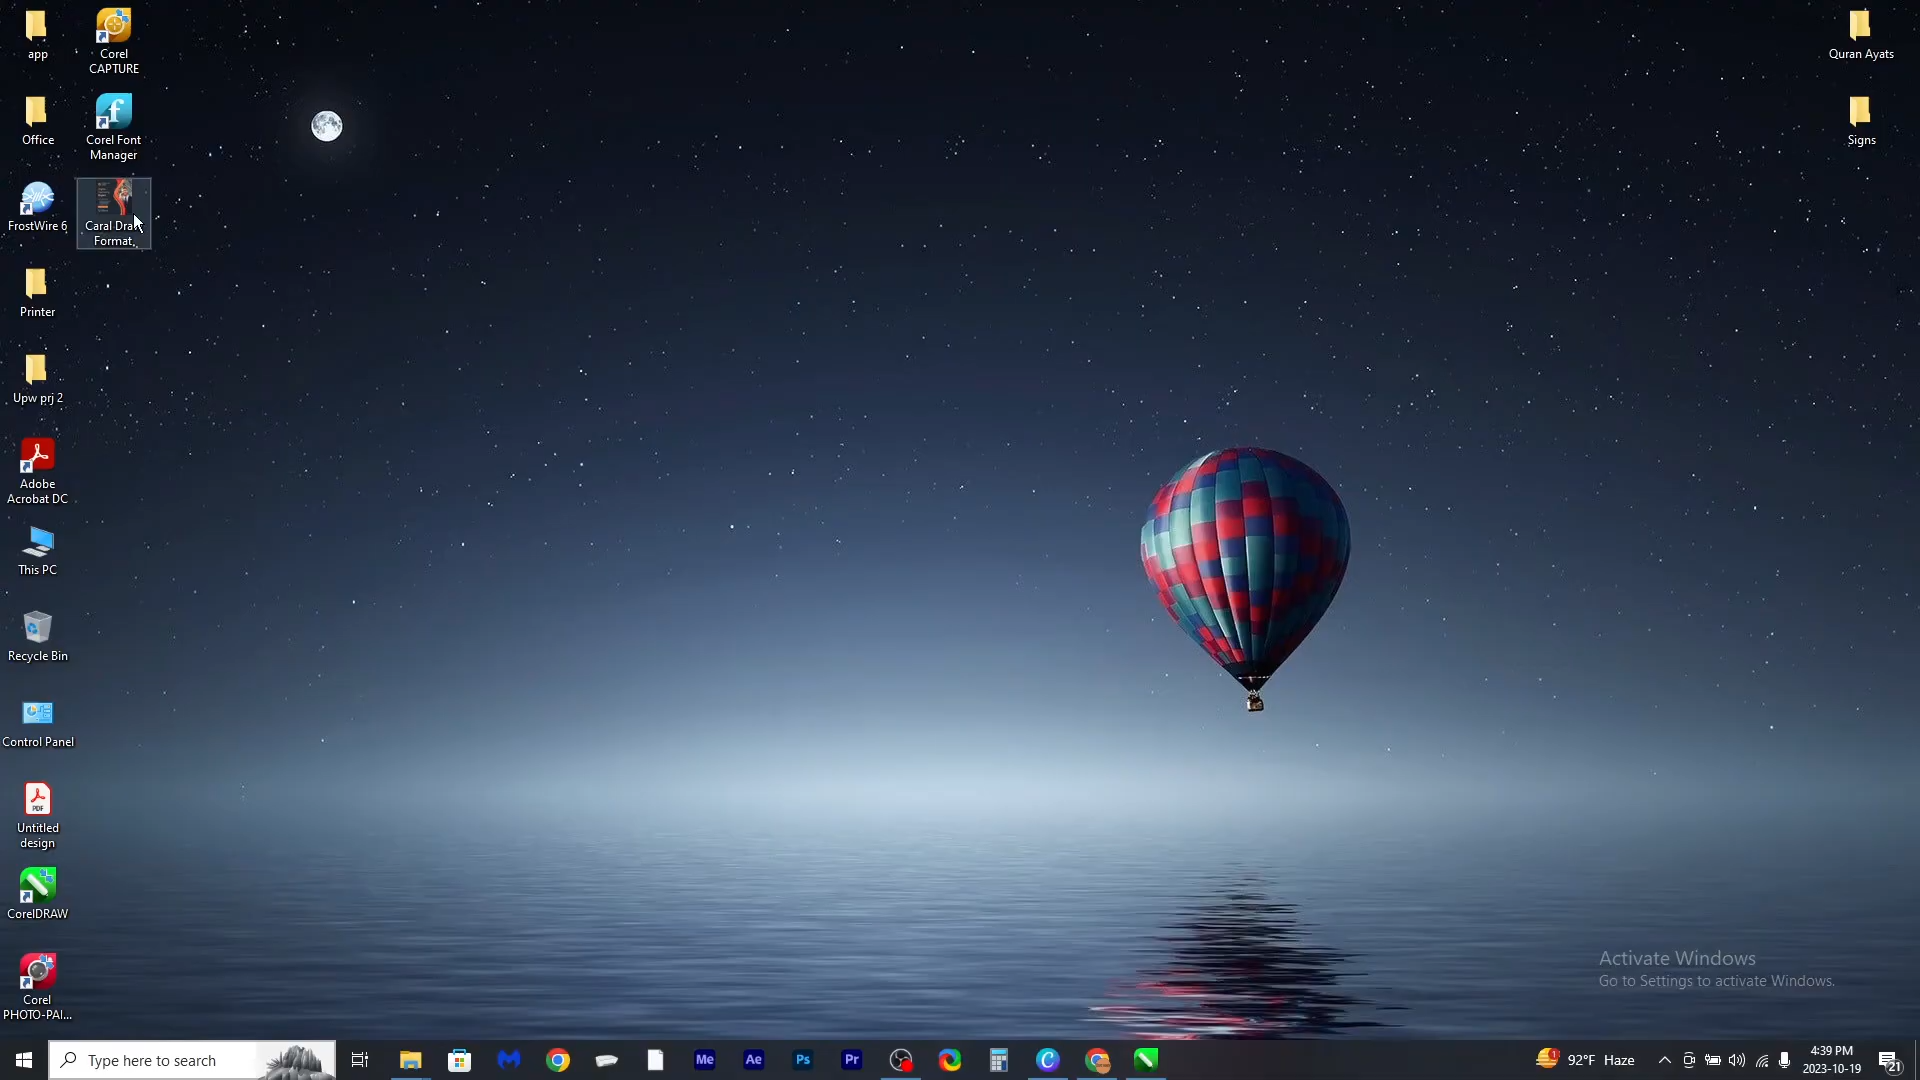 app
Corel
CAPTURE
Quran Ayats
Office
Corel Font
Manager
Signs
FrostWire 6
Caral Dra
Format
Printer
Upw prj 2
Adobe
Acrobat DC
This PC
Recycle Bin
Control Panel
PDF
Untitled
design
CorelDRAW
Corel
PHOTO-PAI...
Activate Windows
Go to Settings to activate Windows.
Type here to search
Me
Ae
Ps
Pr
1
92°F Haze
4:39 PM
2023-10-19
21